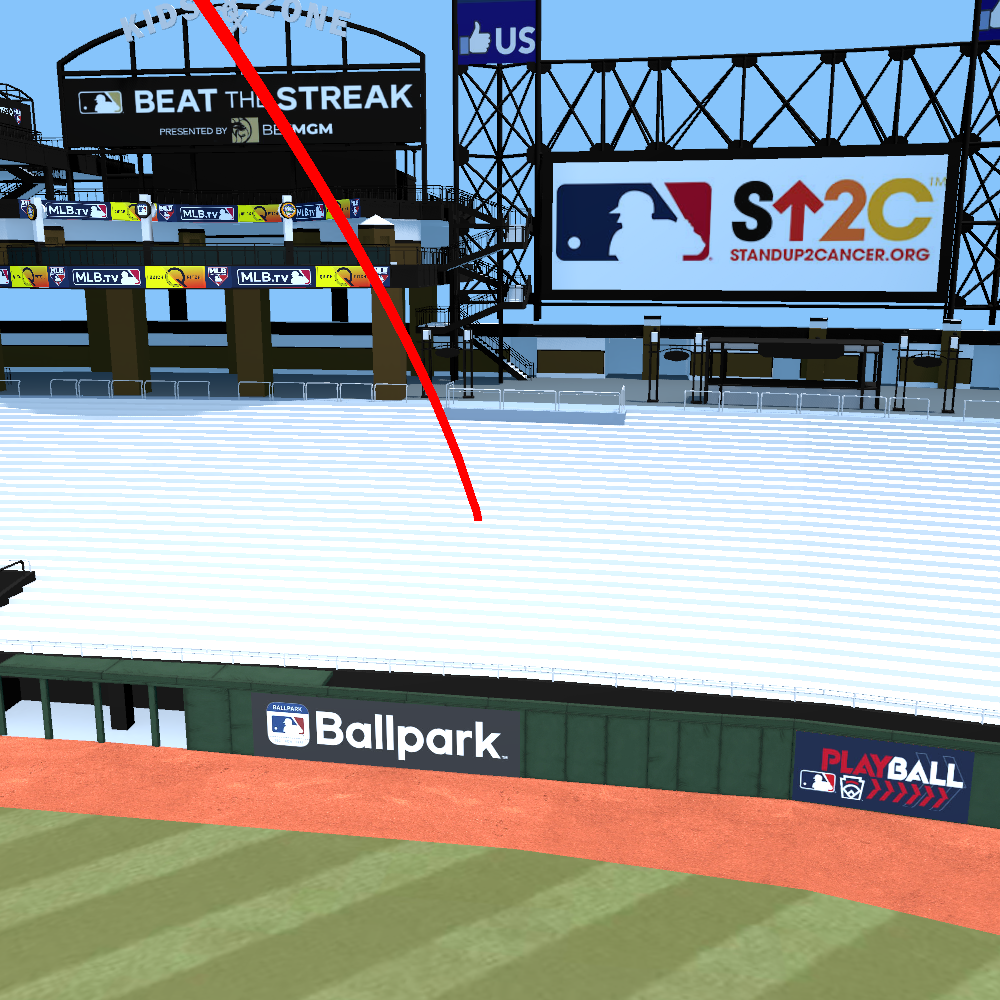 KIDS & ZONE
US
BEAT THE STREAK
PRESENTED BY BETMGM
S↑2C™
STANDUP2CANCER.ORG
MLB.TV
MLB.TV
MLB.TV
MLB.TV
MLB.TV
BALLPARK
Ballpark
PLAY BALL